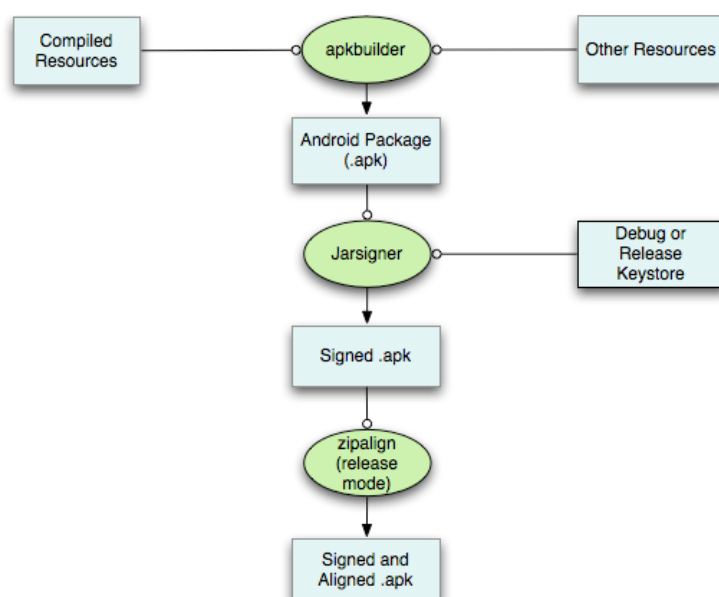 Compiled
Resources
apkbuilder
Other Resources
Android Package
(.apk)
Jarsigner
Debug or
Release
Keystore
Signed .apk
zipalign
(release
mode)
Signed and
Aligned .apk